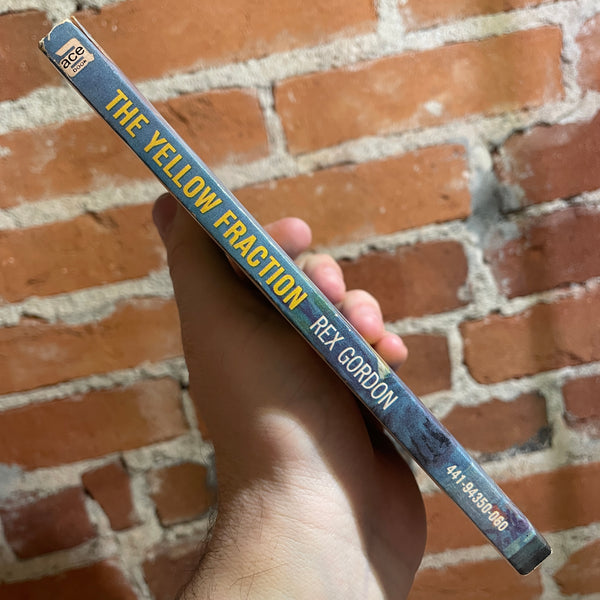 ace
BOOK
THE YELLOW FRACTION
REX GORDON
441-94350-060